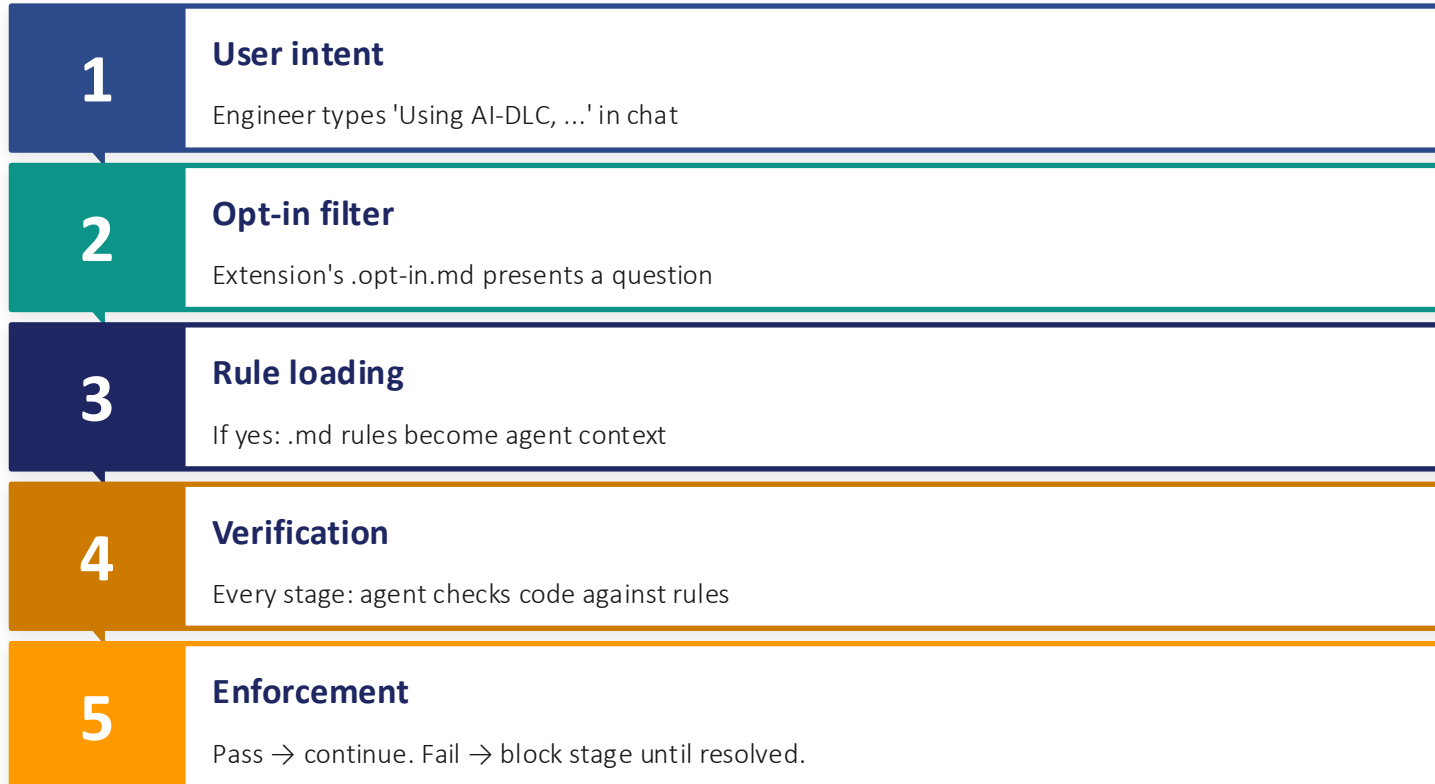 1
User intent
Engineer types 'Using AI-DLC, ...' in chat
2
Opt-in filter
Extension's .opt-in.md presents a question
3
Rule loading
If yes: .md rules become agent context
4
Verification
Every stage: agent checks code against rules
5
Enforcement
Pass → continue. Fail → block stage until resolved.